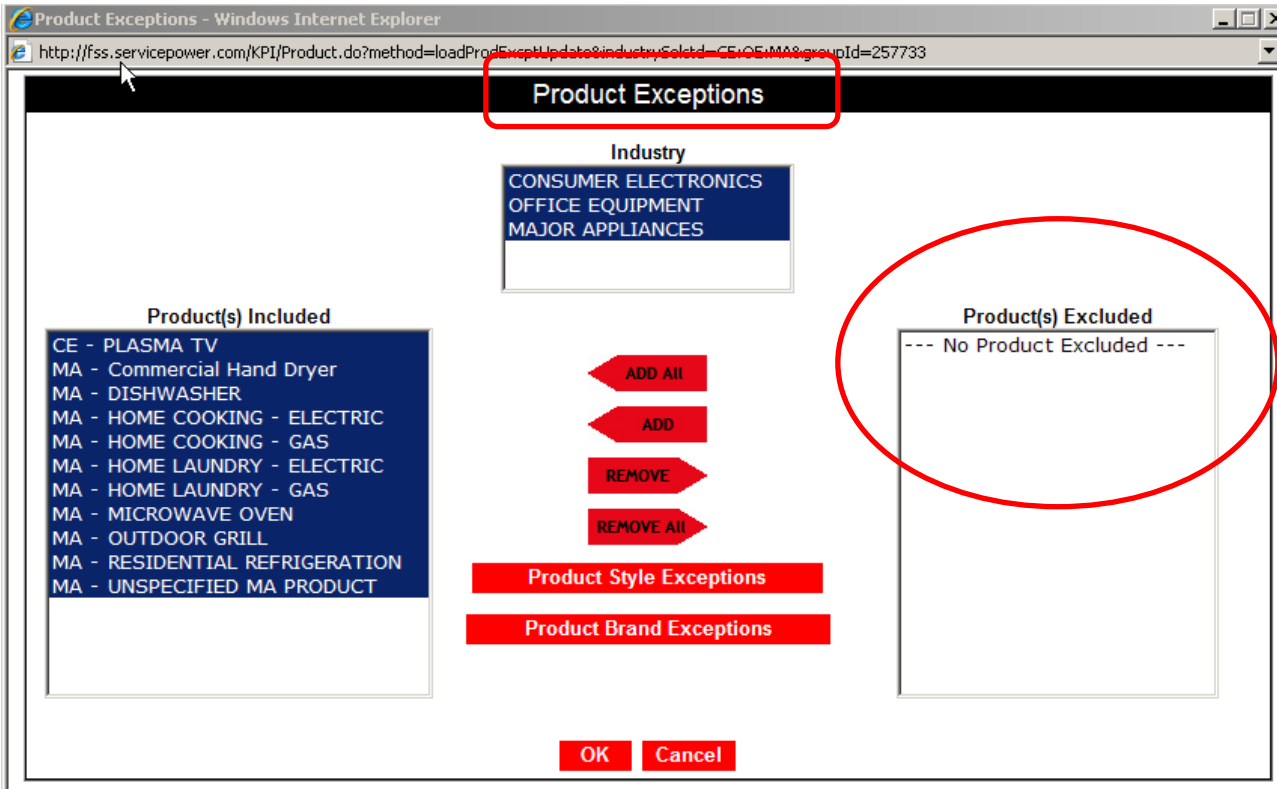 Product Exceptions - Windows Internet Explorer
http://fss.servicepower.com/KPI/Product.do?method=loadProdExcptUpdate&industrySelctd=CE:OE:MA&groupId=257733
Product Exceptions
Industry
CONSUMER ELECTRONICS
OFFICE EQUIPMENT
MAJOR APPLIANCES
Product(s) Included
CE - PLASMA TV
MA - Commercial Hand Dryer
MA - DISHWASHER
MA - HOME COOKING - ELECTRIC
MA - HOME COOKING - GAS
MA - HOME LAUNDRY - ELECTRIC
MA - HOME LAUNDRY - GAS
MA - MICROWAVE OVEN
MA - OUTDOOR GRILL
MA - RESIDENTIAL REFRIGERATION
MA - UNSPECIFIED MA PRODUCT
ADD All
ADD
REMOVE
REMOVE All
Product Style Exceptions
Product Brand Exceptions
Product(s) Excluded
--- No Product Excluded ---
OK Cancel